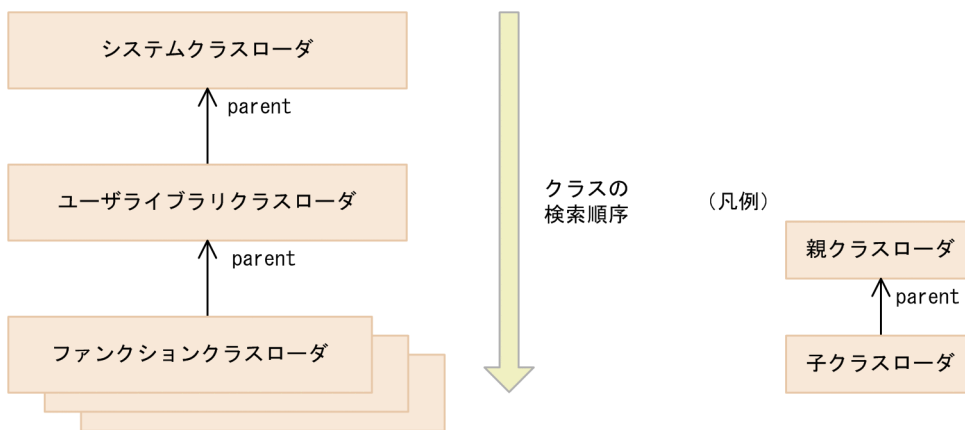 システムクラスローダ
parent
ユーザライブラリクラスローダ
parent
ファンクションクラスローダ
クラスの
検索順序
（凡例）
親クラスローダ
parent
子クラスローダ